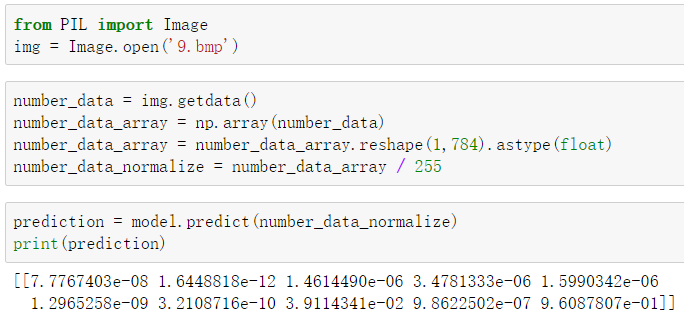 from PIL import Image
img = Image.open('9.bmp')
number_data = img.getdata()
number_data_array = np.array(number_data)
number_data_array = number_data_array.reshape(1,784).astype(float)
number_data_normalize = number_data_array / 255
prediction = model.predict(number_data_normalize)
print(prediction)
[[7.7767403e-08 1.6448818e-12 1.4614490e-06 3.4781333e-06 1.5990342e-06
1.2965258e-09 3.2108716e-10 3.9114341e-02 9.8622502e-07 9.6087807e-01]]